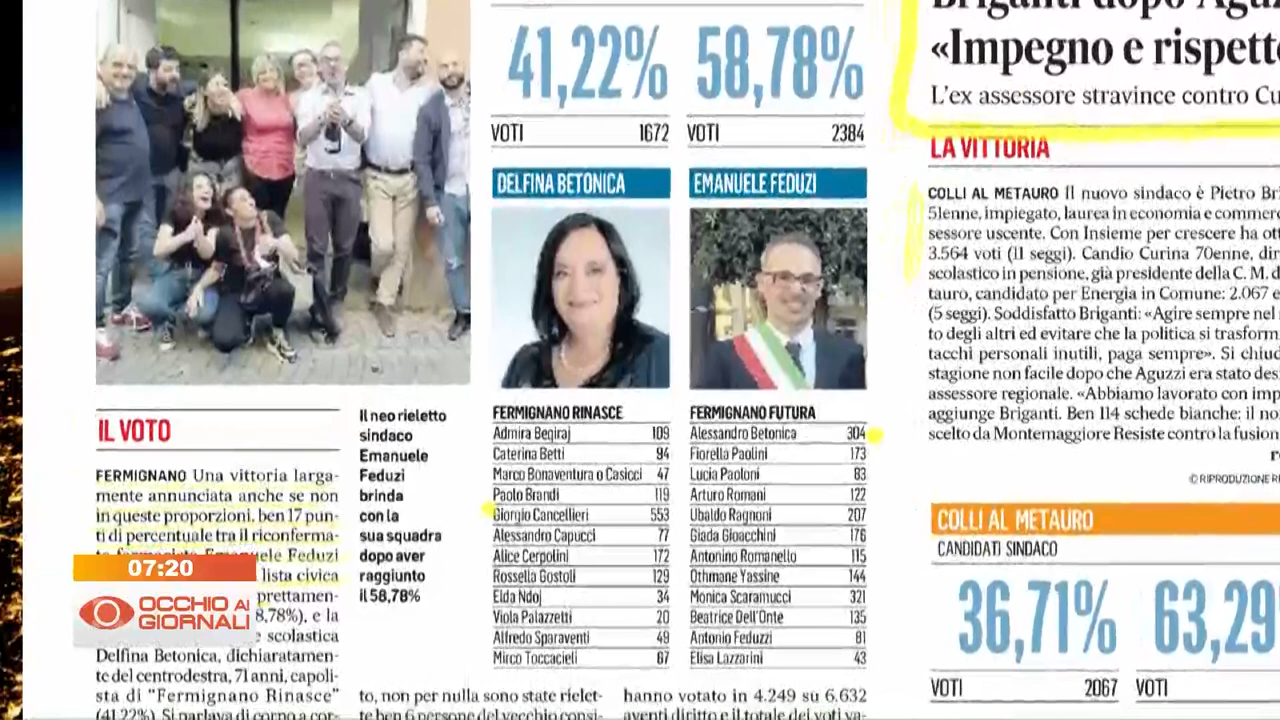 41,22%
58,78%
VOTI 1672
VOTI 2384
DELFINA BETONICA
EMANUELE FEDUZI
FERMIGNANO RINASCE
Admira Beqiraj 109
Caterina Betti 94
Marco Bonaventura o Casicci 47
Paolo Brandi 119
Giorgio Cancellieri 553
Alessandro Capucci 77
Alice Cerpolini 172
Rossella Gostoli 129
Elda Ndoj 34
Viola Palazzetti 20
Alfredo Sparaventi 49
Mirco Toccacieli 67
FERMIGNANO FUTURA
Alessandro Betonica 304
Fiorella Paolini 173
Lucia Paoloni 83
Arturo Romani 122
Ubaldo Ragnoni 207
Giada Gioacchini 176
Antonino Romanello 115
Othmane Yassine 144
Monica Scaramucci 321
Beatrice Dell'Onte 135
Antonio Feduzzi 81
Elisa Lazzarini 43
IL VOTO
FERMIGNANO Una vittoria larga-
mente annunciata anche se non
in queste proporzioni, ben 17 pun-
ti di percentuale tra il riconferma-
Feduzi
lista civica
prettamen-
8,78%), e la
scolastica
Delfina Betonica, dichiaratamen-
te del centrodestra, 71 anni, capoli-
sta di "Fermignano Rinasce"
(41,22%). Si parlava di corpo a cor-
Il neo rieletto
sindaco
Emanuele
Feduzi
brinda
con la
sua squadra
dopo aver
raggiunto
il 58,78%
to, non per nulla sono state rielet-
te ben 6 persone del vecchio consi-
hanno votato in 4.249 su 6.632
aventi diritto e il totale dei voti va-
Briganti dopo Aguz
«Impegno e rispett
L'ex assessore stravince contro Cu
LA VITTORIA
COLLI AL METAURO Il nuovo sindaco è Pietro Bri
51enne, impiegato, laurea in economia e commer
sessore uscente. Con Insieme per crescere ha ott
3.564 voti (11 seggi). Candio Curina 70enne, dir
scolastico in pensione, già presidente della C. M. d
tauro, candidato per Energia in Comune: 2.067 e
(5 seggi). Soddisfatto Briganti: «Agire sempre nel
to degli altri ed evitare che la politica si trasform
tacchi personali inutili, paga sempre». Si chiud
stagione non facile dopo che Aguzzi era stato des
assessore regionale. «Abbiamo lavorato con imp
aggiunge Briganti. Ben 114 schede bianche: il no
scelto da Montemaggiore Resiste contro la fusion
© RIPRODUZIONE RI
COLLI AL METAURO
CANDIDATI SINDACO
36,71%
63,29
VOTI 2067
VOTI
07:20
OCCHIO AI
GIORNALI